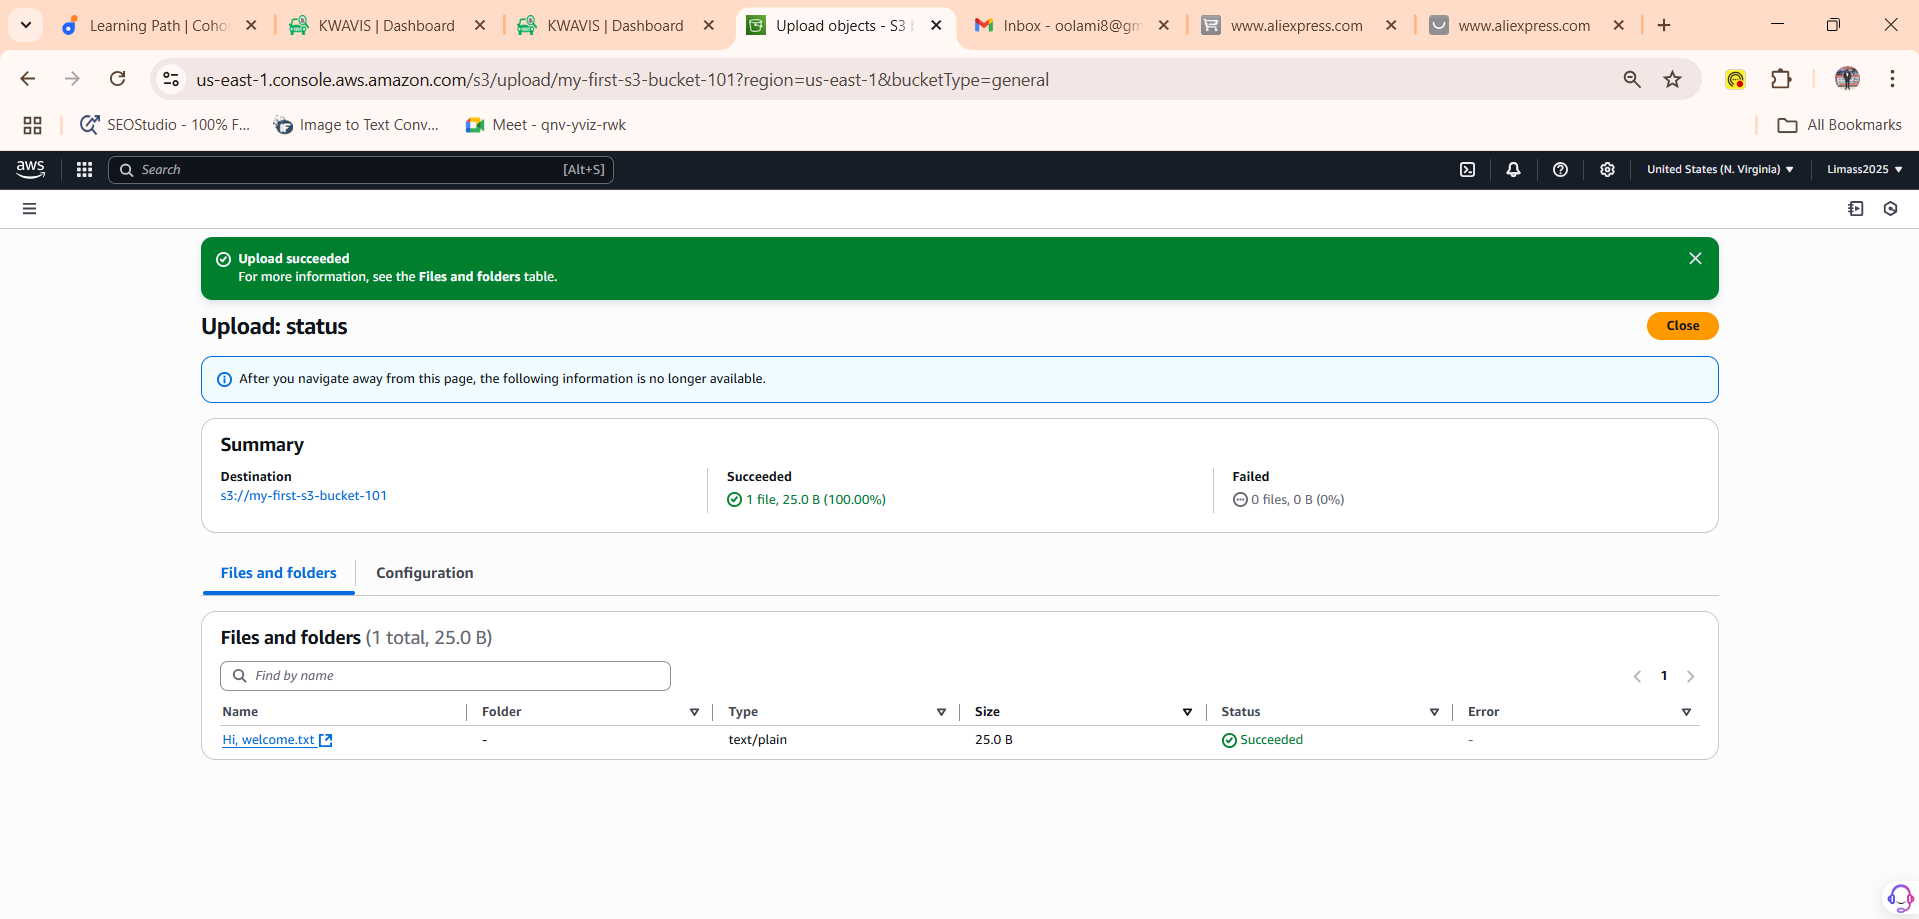 Learning Path | Coho
KWAVIS | Dashboard
KWAVIS | Dashboard
Upload objects - S3 b
Inbox - oolami8@gm
www.aliexpress.com
www.aliexpress.com
us-east-1.console.aws.amazon.com/s3/upload/my-first-s3-bucket-101?region=us-east-1&bucketType=general
SEOStudio - 100% F...
Image to Text Conv...
Meet - qnv-yviz-rwk
All Bookmarks
aws
Search
[Alt+S]
United States (N. Virginia)
Limass2025
Upload succeeded
For more information, see the Files and folders table.
Upload: status
Close
After you navigate away from this page, the following information is no longer available.
Summary
Destination
s3://my-first-s3-bucket-101
Succeeded
1 file, 25.0 B (100.00%)
Failed
0 files, 0 B (0%)
Files and folders
Configuration
Files and folders (1 total, 25.0 B)
Find by name
1
Name Folder Type Size Status Error
Hi, welcome.txt - text/plain 25.0 B Succeeded -